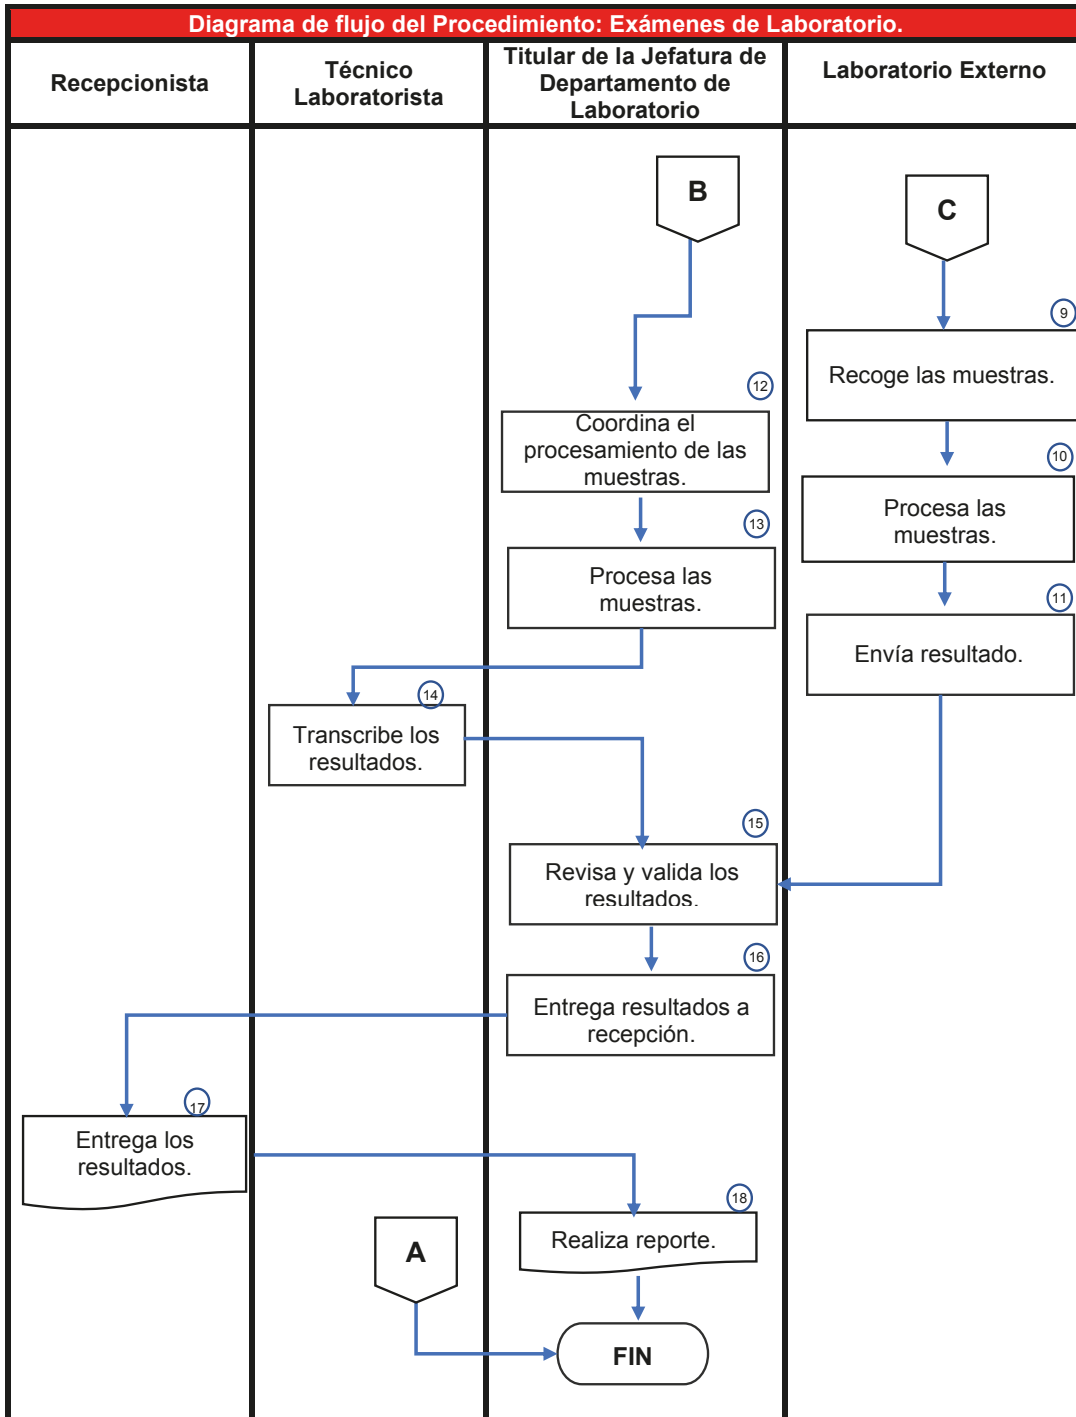 Diagrama de flujo del Procedimiento: Exámenes de Laboratorio.
Recepcionista
Técnico
Laboratorista
Titular de la Jefatura de
Departamento de
Laboratorio
Laboratorio Externo
B
C
9
Recoge las muestras.
12
Coordina el
procesamiento de las
muestras.
10
Procesa las
muestras.
13
Procesa las
muestras.
11
Envía resultado.
14
Transcribe los
resultados.
15
Revisa y valida los
resultados.
16
Entrega resultados a
recepción.
17
Entrega los
resultados.
18
Realiza reporte.
A
FIN